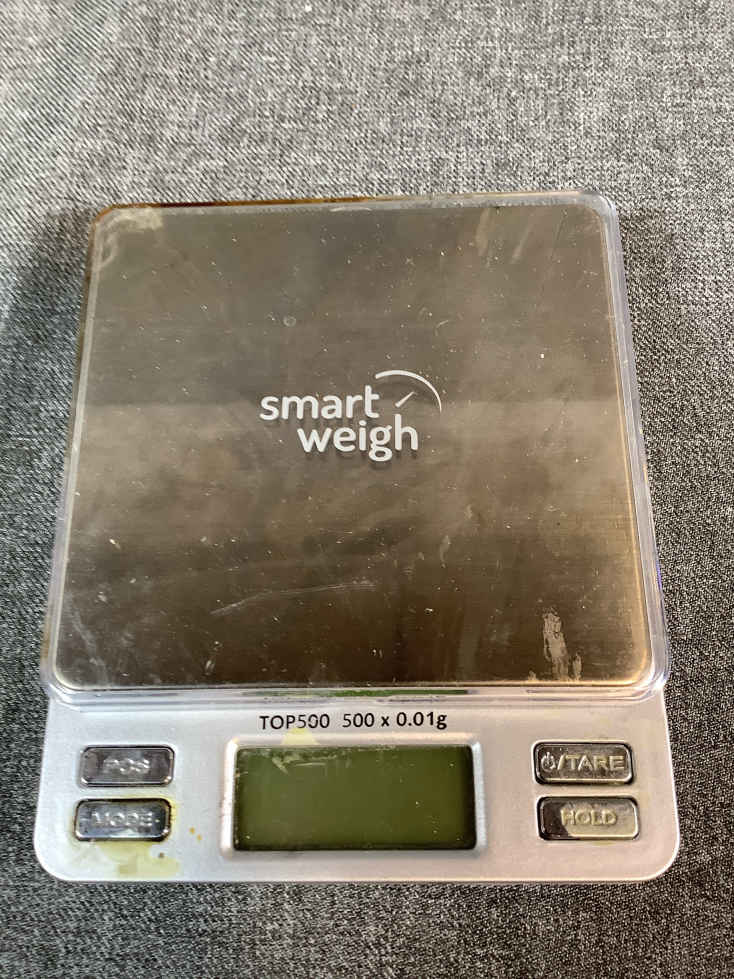 smart
weigh
TOP500 500 x 0.01g
PCS
⏻/TARE
MODE
HOLD